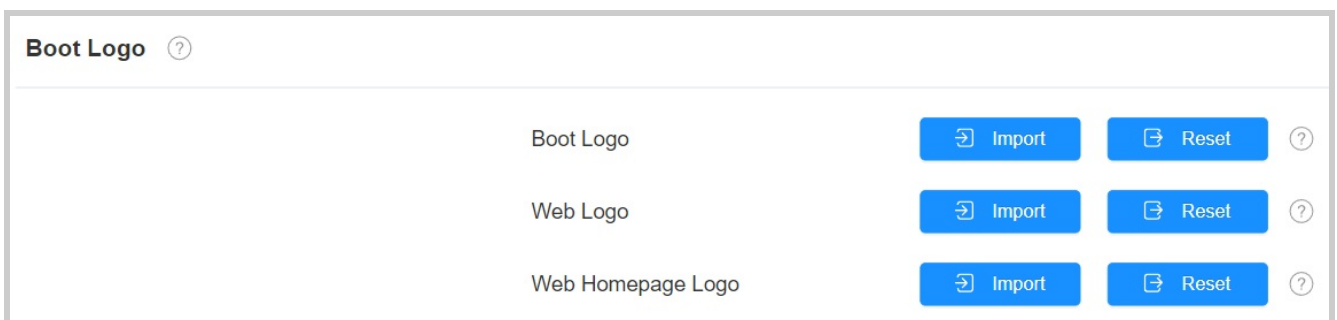 Boot Logo ?
Boot Logo Import Reset ?
Web Logo Import Reset ?
Web Homepage Logo Import Reset ?